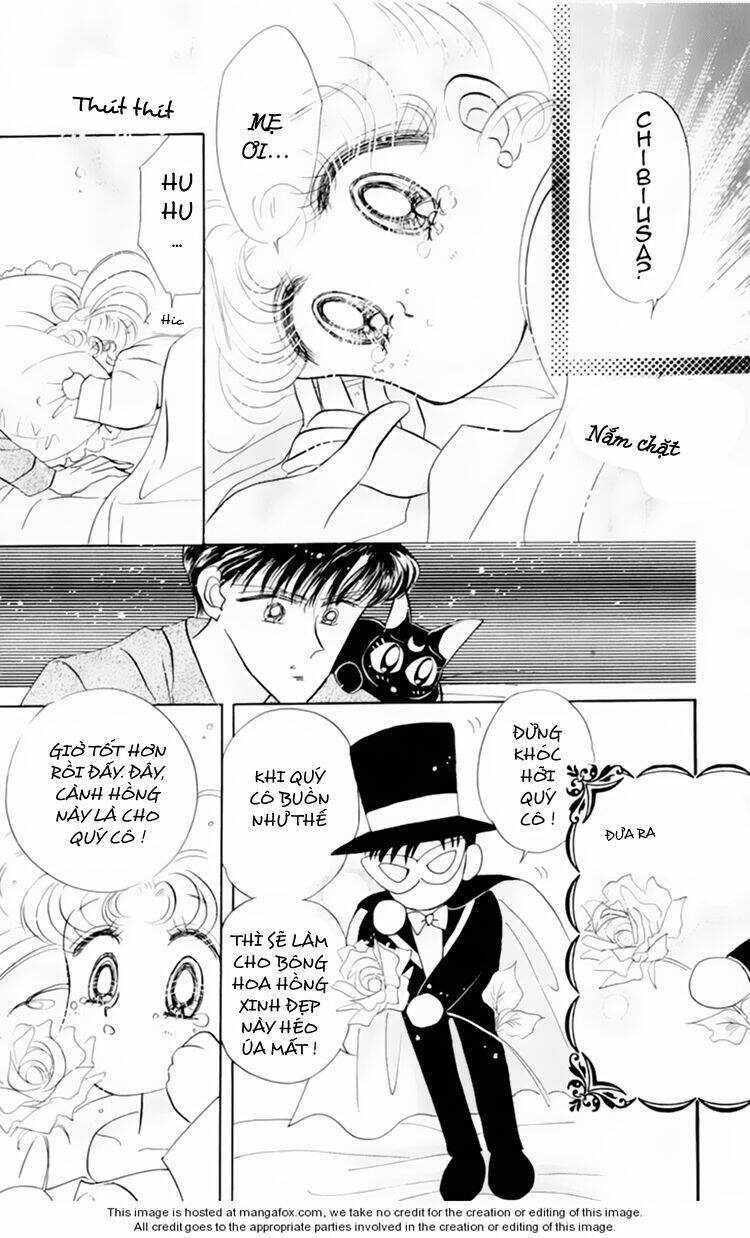 CHIBIUSA?
MẸ
ƠI...
Thút thít
HU
HU
...
Híc
Nắm chặt
ĐƯA RA
ĐỪNG
KHÓC
HỠI
QUÝ
CÔ !
KHI QUÝ
CÔ BUỒN
NHƯ THẾ
THÌ SẼ LÀM
CHO BÔNG
HOA HỒNG
XINH ĐẸP
NÀY HÉO
ÚA MẤT !
GIỜ TỐT HƠN
RỒI ĐẤY. ĐÂY,
CÀNH HỒNG
NÀY LÀ CHO
QUÝ CÔ !
This image is hosted at mangafox.com, we take no credit for the creation or editing of this image.
All credit goes to the appropriate parties involved in the creation or editing of this image.